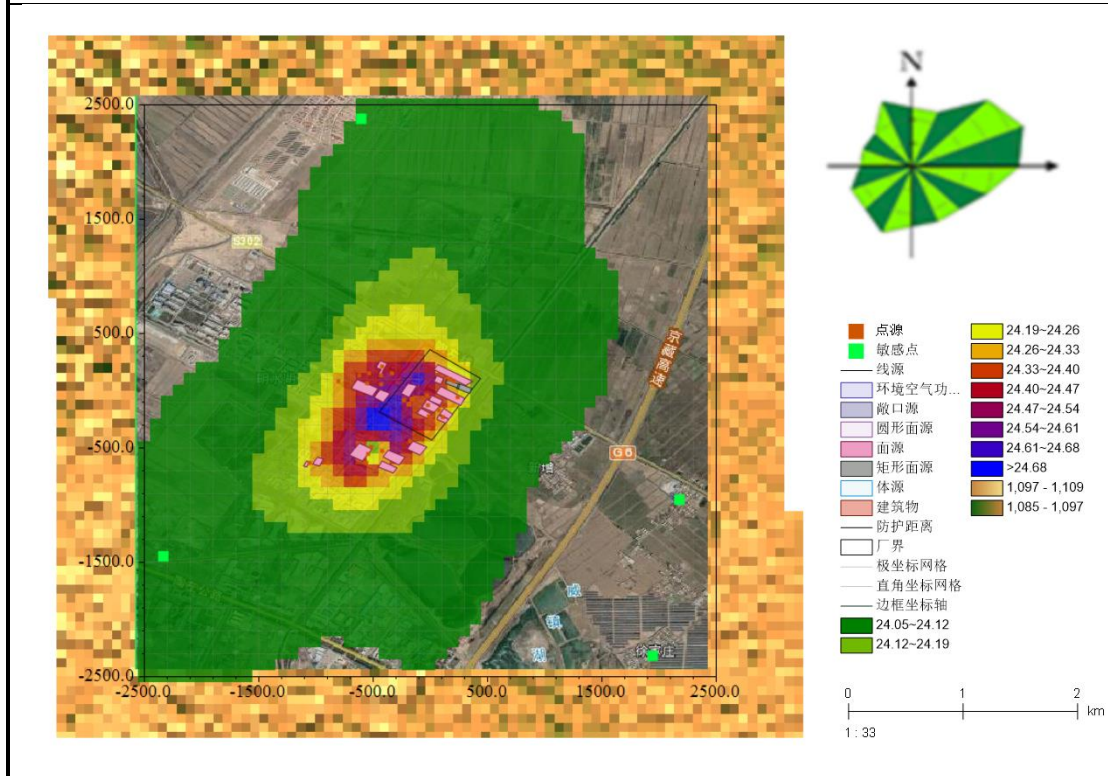 N
2500.0
1500.0
500.0
-500.0
-1500.0
-2500.0
-2500.0
-1500.0
-500.0
500.0
1500.0
2500.0
S302
京藏高速
G6
威
镇
湖
点源
敏感点
线源
环境空气功...
敞口源
圆形面源
面源
矩形面源
体源
建筑物
防护距离
厂界
极坐标网格
直角坐标网格
边框坐标轴
24.05~24.12
24.12~24.19
24.19~24.26
24.26~24.33
24.33~24.40
24.40~24.47
24.47~24.54
24.54~24.61
24.61~24.68
>24.68
1,097 - 1,109
1,085 - 1,097
0
1
2
km
1 : 33